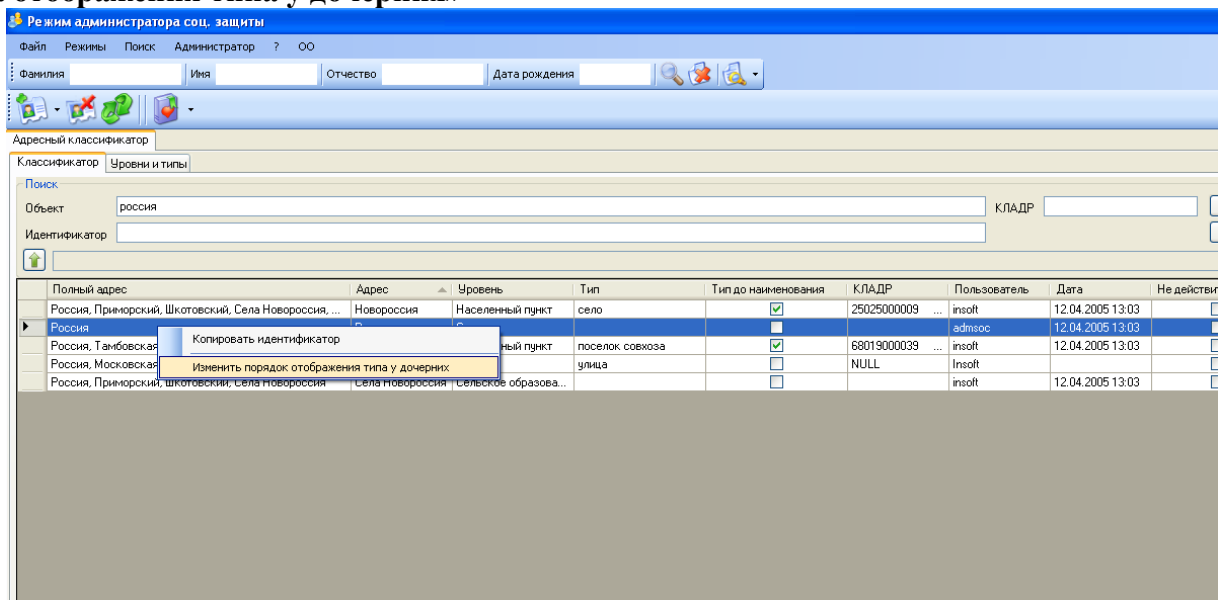 отображения типа у дочерних»
Режим администратора соц. защиты
Файл Режимы Поиск Администратор ? ОО
Фамилия Имя Отчество Дата рождения
Адресный классификатор
Классификатор Уровни и типы
Поиск
Объект россия КЛАДР
Идентификатор
Полный адрес Адрес Уровень Тип Тип до наименования КЛАДР Пользователь Дата Не действи
Россия, Приморский, Шкотовский, Села Новороссия, ... Новороссия Населенный пункт село 25025000009 ... insoft 12.04.2005 13:03
Россия admsoc 12.04.2005 13:03
Россия, Тамбовская ный пункт поселок совхоза 68019000039 ... insoft 12.04.2005 13:03
Россия, Московская улица NULL Insoft
Россия, Приморский, Шкотовский, Села Новороссия Села Новороссия Сельское образова... insoft 12.04.2005 13:03
Копировать идентификатор
Изменить порядок отображения типа у дочерних